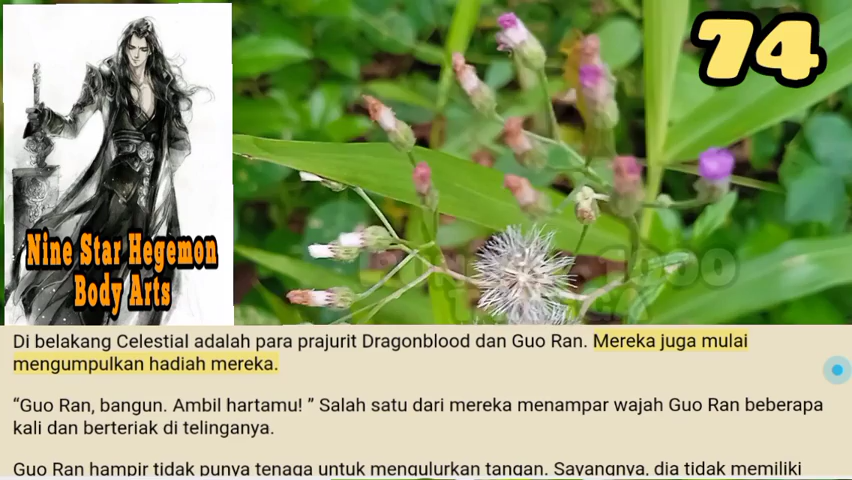 74
Nine Star Hegemon
Body Arts
Di belakang Celestial adalah para prajurit Dragonblood dan Guo Ran. Mereka juga mulai
mengumpulkan hadiah mereka.
“Guo Ran, bangun. Ambil hartamu! ” Salah satu dari mereka menampar wajah Guo Ran beberapa
kali dan berteriak di telinganya.
Guo Ran hampir tidak punya tenaga untuk mengulurkan tangan. Sayangnya, dia tidak memiliki